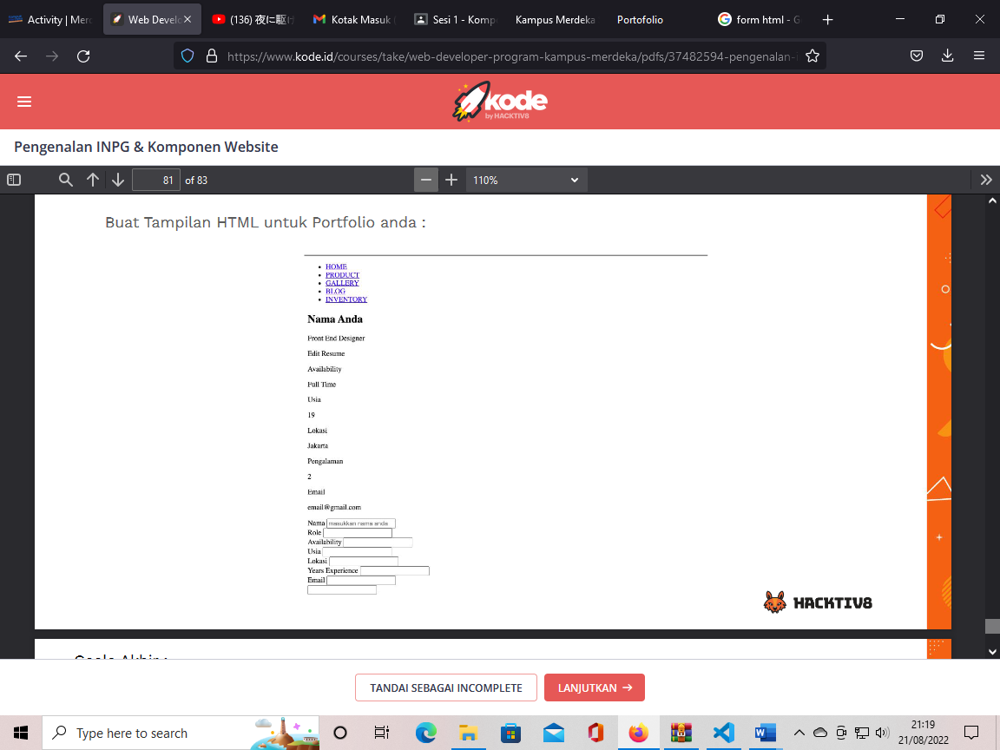 Activity | Mer
Web Develo
(136) 夜に駆け
Kotak Masuk
Sesi 1 - Komp
Kampus Merdeka
Portofolio
form html - G
https://www.kode.id/courses/take/web-developer-program-kampus-merdeka/pdfs/37482594-pengenalan-
kode
by HACKTIV8
Pengenalan INPG & Komponen Website
81 of 83
110%
Buat Tampilan HTML untuk Portfolio anda :
HOME
PRODUCT
GALLERY
BLOG
INVENTORY
Nama Anda
Front End Designer
Edit Resume
Availability
Full Time
Usia
19
Lokasi
Jakarta
Pengalaman
2
Email
email@gmail.com
Nama masukkan nama anda
Role
Availability
Usia
Lokasi
Years Experience
Email
HACKTIV8
TANDAI SEBAGAI INCOMPLETE
LANJUTKAN →
Type here to search
21:19
21/08/2022